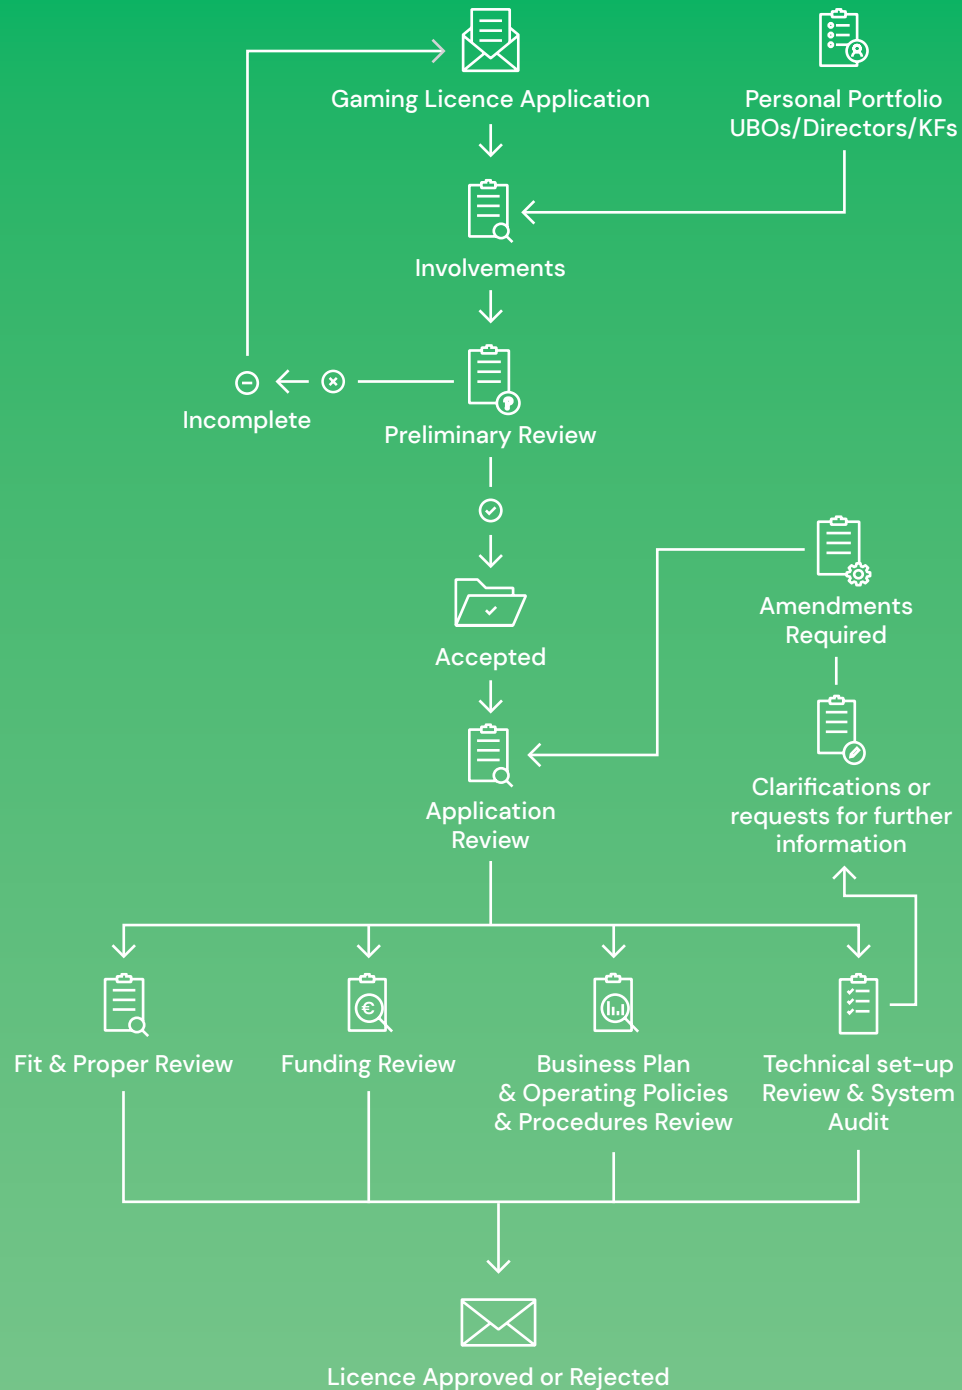 Gaming Licence Application
Personal Portfolio
UBOs/Directors/KFs
Involvements
Incomplete
Preliminary Review
Accepted
Amendments
Required
Application
Review
Clarifications or
requests for further
information
Fit & Proper Review
€
Funding Review
Business Plan
& Operating Policies
& Procedures Review
Technical set-up
Review & System
Audit
Licence Approved or Rejected